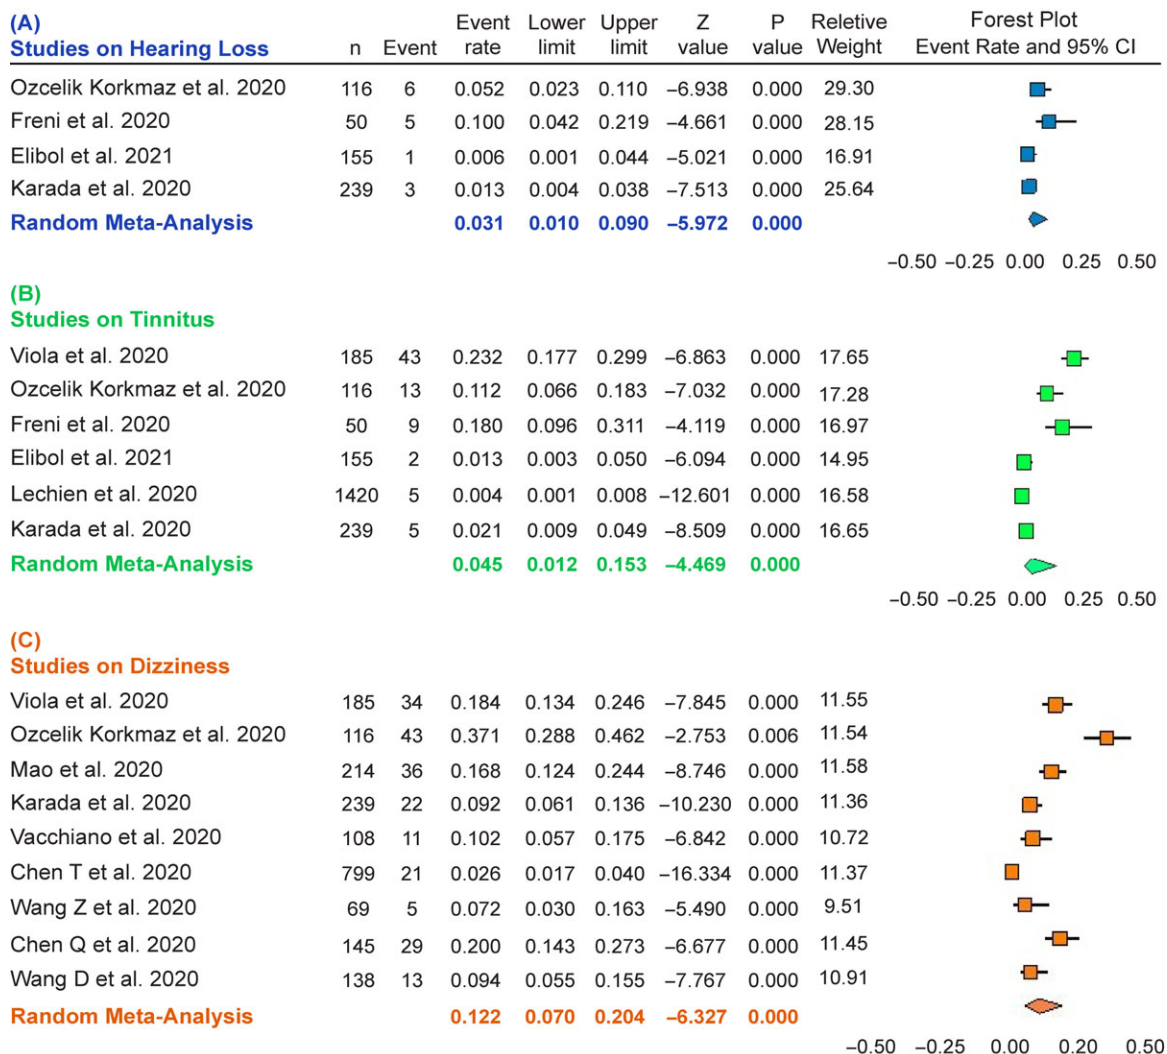 (A)
Studies on Hearing Loss n Event Event rate Lower limit Upper limit Z value P value Reletive Weight Forest Plot Event Rate and 95% CI
Ozcelik Korkmaz et al. 2020 116 6 0.052 0.023 0.110 −6.938 0.000 29.30
Freni et al. 2020 50 5 0.100 0.042 0.219 −4.661 0.000 28.15
Elibol et al. 2021 155 1 0.006 0.001 0.044 −5.021 0.000 16.91
Karada et al. 2020 239 3 0.013 0.004 0.038 −7.513 0.000 25.64
Random Meta-Analysis 0.031 0.010 0.090 −5.972 0.000
−0.50 −0.25 0.00 0.25 0.50
(B)
Studies on Tinnitus
Viola et al. 2020 185 43 0.232 0.177 0.299 −6.863 0.000 17.65
Ozcelik Korkmaz et al. 2020 116 13 0.112 0.066 0.183 −7.032 0.000 17.28
Freni et al. 2020 50 9 0.180 0.096 0.311 −4.119 0.000 16.97
Elibol et al. 2021 155 2 0.013 0.003 0.050 −6.094 0.000 14.95
Lechien et al. 2020 1420 5 0.004 0.001 0.008 −12.601 0.000 16.58
Karada et al. 2020 239 5 0.021 0.009 0.049 −8.509 0.000 16.65
Random Meta-Analysis 0.045 0.012 0.153 −4.469 0.000
−0.50 −0.25 0.00 0.25 0.50
(C)
Studies on Dizziness
Viola et al. 2020 185 34 0.184 0.134 0.246 −7.845 0.000 11.55
Ozcelik Korkmaz et al. 2020 116 43 0.371 0.288 0.462 −2.753 0.006 11.54
Mao et al. 2020 214 36 0.168 0.124 0.244 −8.746 0.000 11.58
Karada et al. 2020 239 22 0.092 0.061 0.136 −10.230 0.000 11.36
Vacchiano et al. 2020 108 11 0.102 0.057 0.175 −6.842 0.000 10.72
Chen T et al. 2020 799 21 0.026 0.017 0.040 −16.334 0.000 11.37
Wang Z et al. 2020 69 5 0.072 0.030 0.163 −5.490 0.000 9.51
Chen Q et al. 2020 145 29 0.200 0.143 0.273 −6.677 0.000 11.45
Wang D et al. 2020 138 13 0.094 0.055 0.155 −7.767 0.000 10.91
Random Meta-Analysis 0.122 0.070 0.204 −6.327 0.000
−0.50 −0.25 0.00 0.25 0.50